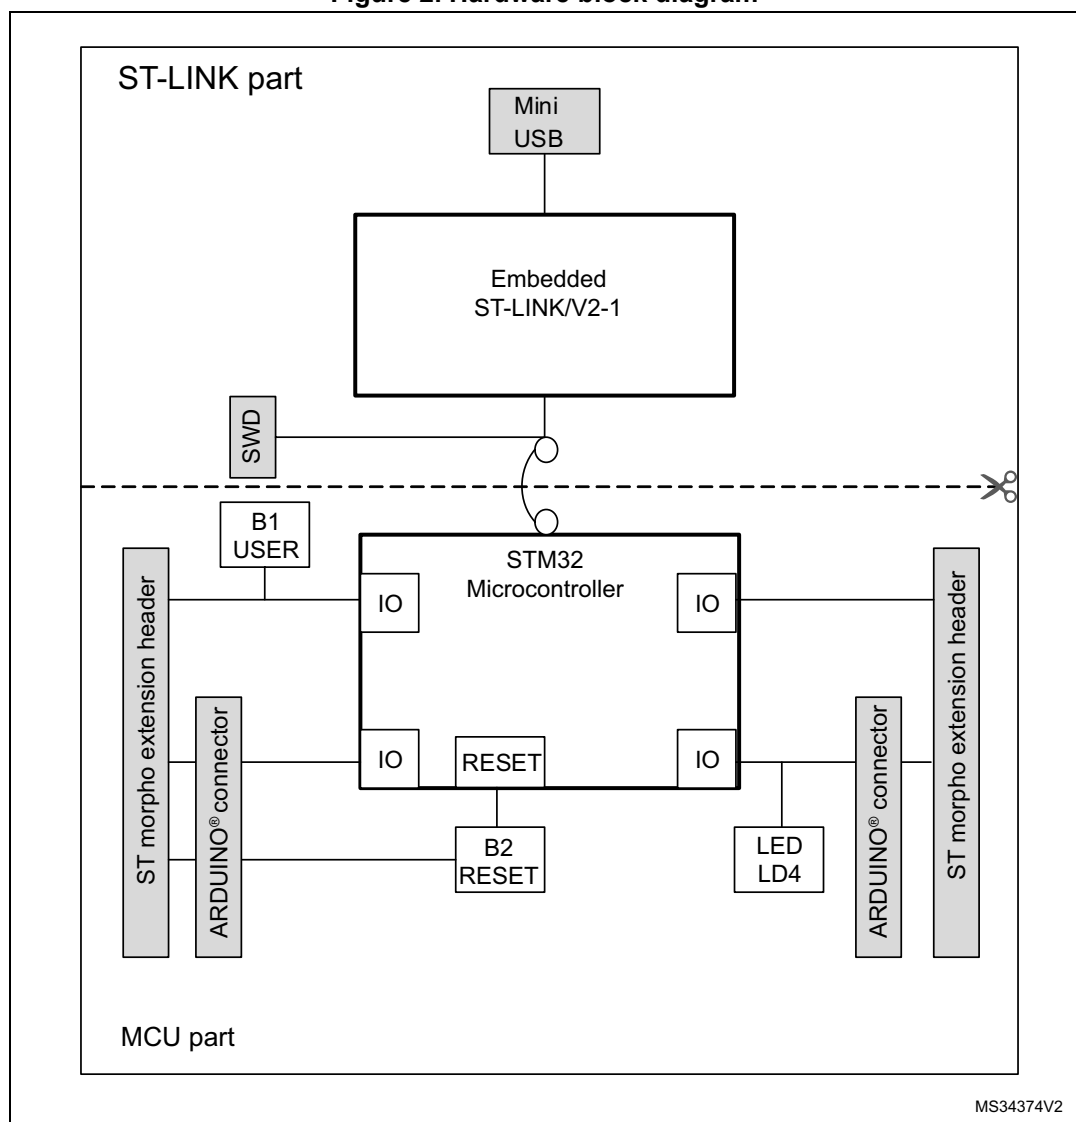 Figure 2. Hardware block diagram
ST-LINK part
Mini
USB
Embedded
ST-LINK/V2-1
SWD
B1
USER
STM32
Microcontroller
IO
IO
ST morpho extension header
ST morpho extension header
ARDUINO® connector
ARDUINO® connector
IO
RESET
IO
B2
RESET
LED
LD4
MCU part
MS34374V2